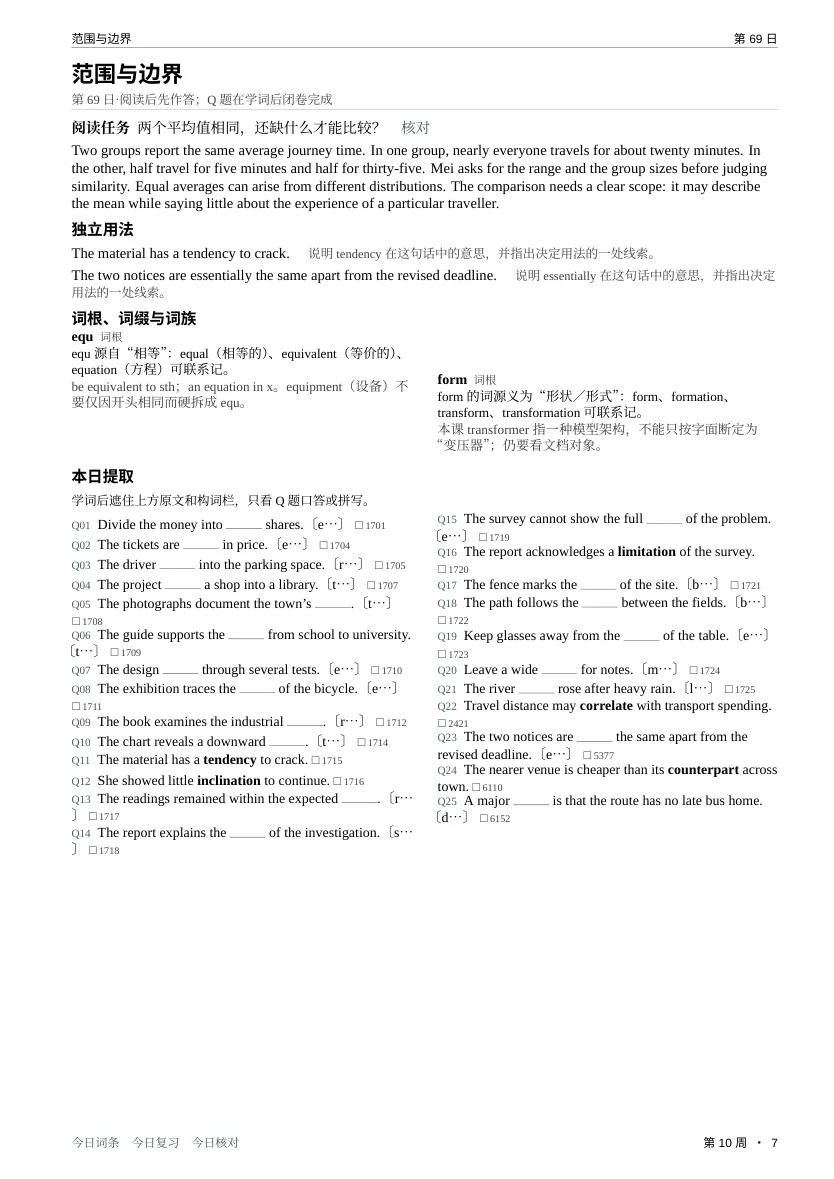 范围与边界 第 69 日
范围与边界
第 69 日·阅读后先作答；Q 题在学词后闭卷完成
阅读任务 两个平均值相同，还缺什么才能比较？ 核对
Two groups report the same average journey time. In one group, nearly everyone travels for about twenty minutes. In
the other, half travel for five minutes and half for thirty-five. Mei asks for the range and the group sizes before judging
similarity. Equal averages can arise from different distributions. The comparison needs a clear scope: it may describe
the mean while saying little about the experience of a particular traveller.
独立用法
The material has a tendency to crack. 说明 tendency 在这句话中的意思，并指出决定用法的一处线索。
The two notices are essentially the same apart from the revised deadline. 说明 essentially 在这句话中的意思，并指出决定
用法的一处线索。
词根、词缀与词族
equ 词根
equ 源自“相等”：equal（相等的）、equivalent（等价的）、
equation（方程）可联系记。
be equivalent to sth；an equation in x。equipment（设备）不
要仅因开头相同而硬拆成 equ。
form 词根
form 的词源义为“形状／形式”：form、formation、
transform、transformation 可联系记。
本课 transformer 指一种模型架构，不能只按字面断定为
“变压器”；仍要看文档对象。
本日提取
学词后遮住上方原文和构词栏，只看 Q 题口答或拼写。
Q01 Divide the money into _____ shares.〔e…〕 □ 1701
Q02 The tickets are _____ in price.〔e…〕 □ 1704
Q03 The driver _____ into the parking space.〔r…〕 □ 1705
Q04 The project _____ a shop into a library.〔t…〕 □ 1707
Q05 The photographs document the town’s _____.〔t…〕
□ 1708
Q06 The guide supports the _____ from school to university.
〔t…〕 □ 1709
Q07 The design _____ through several tests.〔e…〕 □ 1710
Q08 The exhibition traces the _____ of the bicycle.〔e…〕
□ 1711
Q09 The book examines the industrial _____.〔r…〕 □ 1712
Q10 The chart reveals a downward _____.〔t…〕 □ 1714
Q11 The material has a tendency to crack. □ 1715
Q12 She showed little inclination to continue. □ 1716
Q13 The readings remained within the expected _____.〔r…
〕 □ 1717
Q14 The report explains the _____ of the investigation.〔s…
〕 □ 1718
Q15 The survey cannot show the full _____ of the problem.
〔e…〕 □ 1719
Q16 The report acknowledges a limitation of the survey.
□ 1720
Q17 The fence marks the _____ of the site.〔b…〕 □ 1721
Q18 The path follows the _____ between the fields.〔b…〕
□ 1722
Q19 Keep glasses away from the _____ of the table.〔e…〕
□ 1723
Q20 Leave a wide _____ for notes.〔m…〕 □ 1724
Q21 The river _____ rose after heavy rain.〔l…〕 □ 1725
Q22 Travel distance may correlate with transport spending.
□ 2421
Q23 The two notices are _____ the same apart from the
revised deadline.〔e…〕 □ 5377
Q24 The nearer venue is cheaper than its counterpart across
town. □ 6110
Q25 A major _____ is that the route has no late bus home.
〔d…〕 □ 6152
今日词条 今日复习 今日核对 第 10 周 · 7